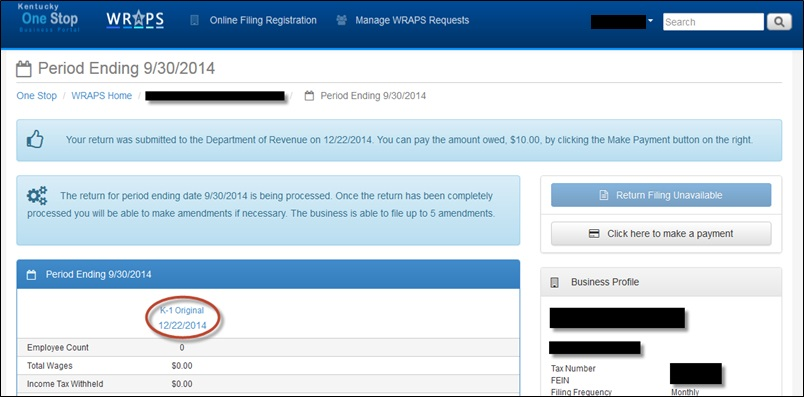 Kentucky
One Stop
Business Portal
WRAPS
Online Filing Registration
Manage WRAPS Requests
Search
Period Ending 9/30/2014
One Stop / WRAPS Home / / Period Ending 9/30/2014
Your return was submitted to the Department of Revenue on 12/22/2014. You can pay the amount owed, $10.00, by clicking the Make Payment button on the right.
The return for period ending date 9/30/2014 is being processed. Once the return has been completely
processed you will be able to make amendments if necessary. The business is able to file up to 5 amendments.
Return Filing Unavailable
Click here to make a payment
Period Ending 9/30/2014
K-1 Original
12/22/2014
Employee Count 0
Total Wages $0.00
Income Tax Withheld $0.00
Business Profile
Tax Number
FEIN
Filing Frequency Monthly